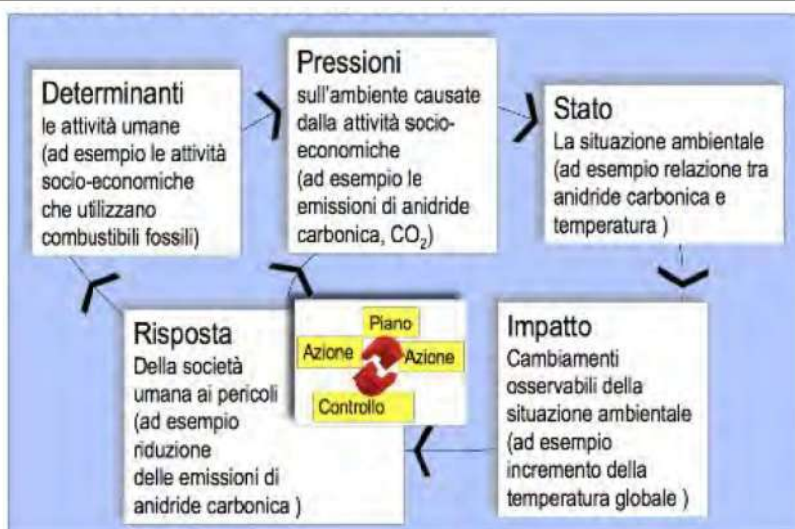 Determinanti
le attività umane
(ad esempio le attività
socio-economiche
che utilizzano
combustibili fossili)
Pressioni
sull'ambiente causate
dalla attività socio-
economiche
(ad esempio le
emissioni di anidride
carbonica, CO₂)
Stato
La situazione ambientale
(ad esempio relazione tra
anidride carbonica e
temperatura )
Impatto
Cambiamenti
osservabili della
situazione ambientale
(ad esempio
incremento della
temperatura globale )
Risposta
Della società
umana ai pericoli
(ad esempio
riduzione
delle emissioni di
anidride carbonica )
Piano
Azione
Azione
Controllo